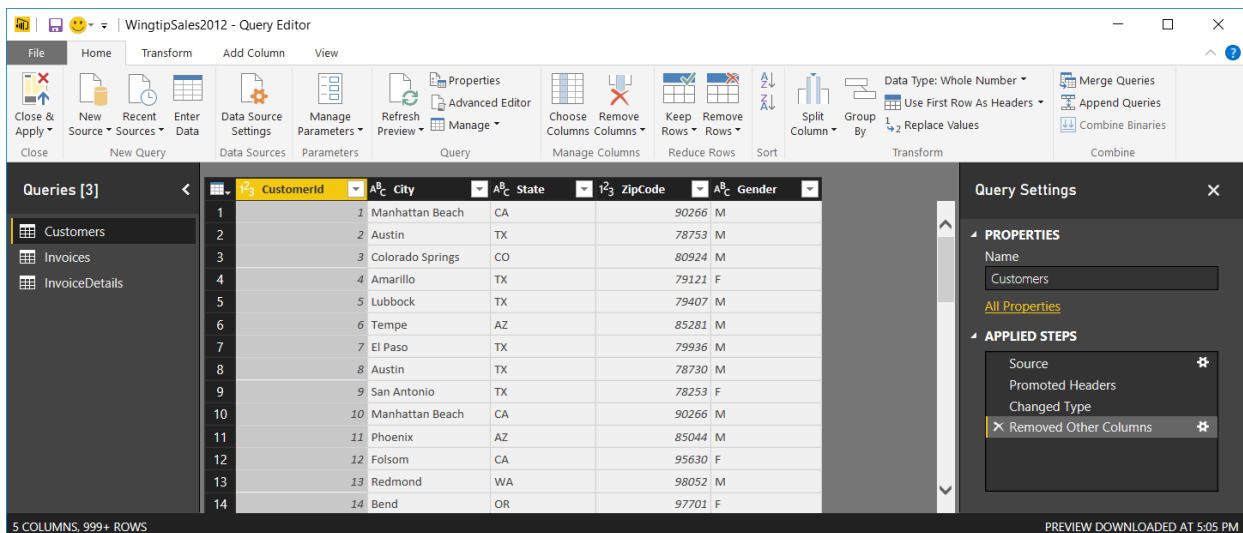 WingtipSales2012 - Query Editor
File Home Transform Add Column View
Close & Apply
New Source
Recent Sources
Enter Data
Data Source Settings
Manage Parameters
Refresh Preview
Properties
Advanced Editor
Manage
Choose Columns
Remove Columns
Keep Rows
Remove Rows
Split Column
Group By
Data Type: Whole Number
Use First Row As Headers
Replace Values
Merge Queries
Append Queries
Combine Binaries
Close New Query Data Sources Parameters Query Manage Columns Reduce Rows Sort Transform Combine
Queries [3]
Customers
Invoices
InvoiceDetails
CustomerId City State ZipCode Gender
1 1 Manhattan Beach CA 90266 M
2 2 Austin TX 78753 M
3 3 Colorado Springs CO 80924 M
4 4 Amarillo TX 79121 F
5 5 Lubbock TX 79407 M
6 6 Tempe AZ 85281 M
7 7 El Paso TX 79936 M
8 8 Austin TX 78730 M
9 9 San Antonio TX 78253 F
10 10 Manhattan Beach CA 90266 M
11 11 Phoenix AZ 85044 M
12 12 Folsom CA 95630 F
13 13 Redmond WA 98052 M
14 14 Bend OR 97701 F
Query Settings
PROPERTIES
Name
Customers
All Properties
APPLIED STEPS
Source
Promoted Headers
Changed Type
Removed Other Columns
5 COLUMNS, 999+ ROWS
PREVIEW DOWNLOADED AT 5:05 PM